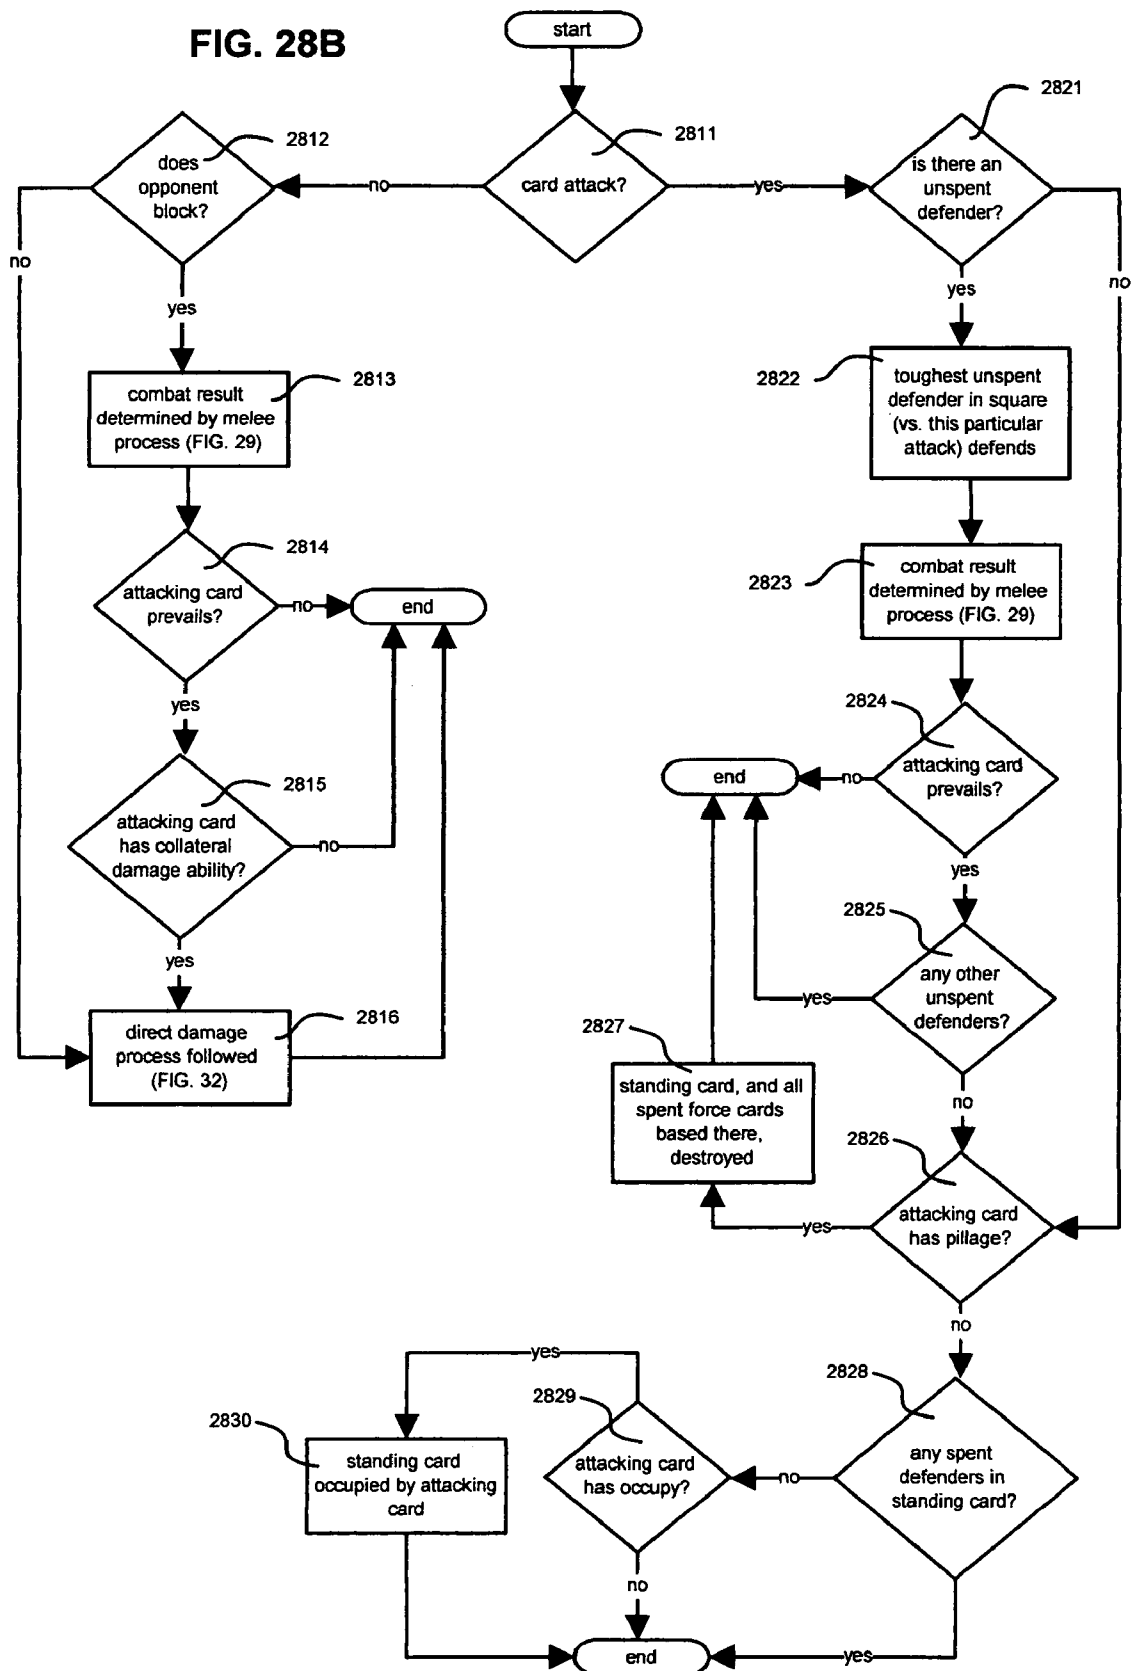 FIG. 28B
start
2811
card attack?
no
yes
2812
does
opponent
block?
no
yes
2813
combat result
determined by melee
process (FIG. 29)
2814
attacking card
prevails?
no
end
yes
2815
attacking card
has collateral
damage ability?
no
yes
2816
direct damage
process followed
(FIG. 32)
2821
is there an
unspent
defender?
no
yes
2822
toughest unspent
defender in square
(vs. this particular
attack) defends
2823
combat result
determined by melee
process (FIG. 29)
2824
attacking card
prevails?
no
end
yes
2825
any other
unspent
defenders?
yes
no
2827
standing card, and all
spent force cards
based there,
destroyed
2826
attacking card
has pillage?
yes
no
2828
any spent
defenders in
standing card?
no
yes
2829
attacking card
has occupy?
yes
no
2830
standing card
occupied by attacking
card
end